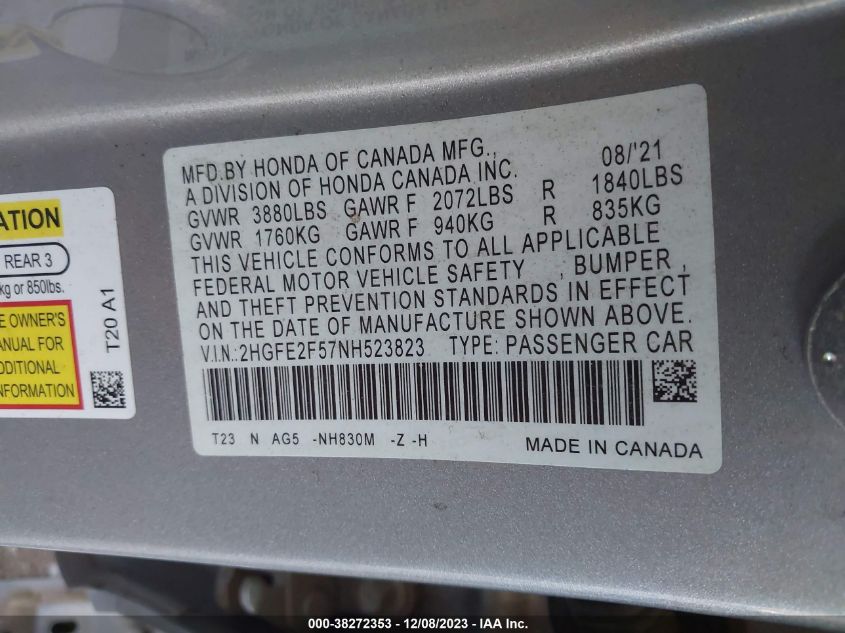 MFD.BY HONDA OF CANADA MFG., 08/'21
A DIVISION OF HONDA CANADA INC.
GVWR 3880LBS GAWR F 2072LBS R 1840LBS
GVWR 1760KG GAWR F 940KG R 835KG
THIS VEHICLE CONFORMS TO ALL APPLICABLE
FEDERAL MOTOR VEHICLE SAFETY , BUMPER ,
AND THEFT PREVENTION STANDARDS IN EFFECT
ON THE DATE OF MANUFACTURE SHOWN ABOVE.
V.I.N.:2HGFE2F57NH523823 TYPE: PASSENGER CAR
T23 N AG5 -NH830M -Z -H
MADE IN CANADA
REAR 3
kg or 850lbs.
OWNER'S
FOR
T20 A1
000-38272353 - 12/08/2023 - IAA Inc.